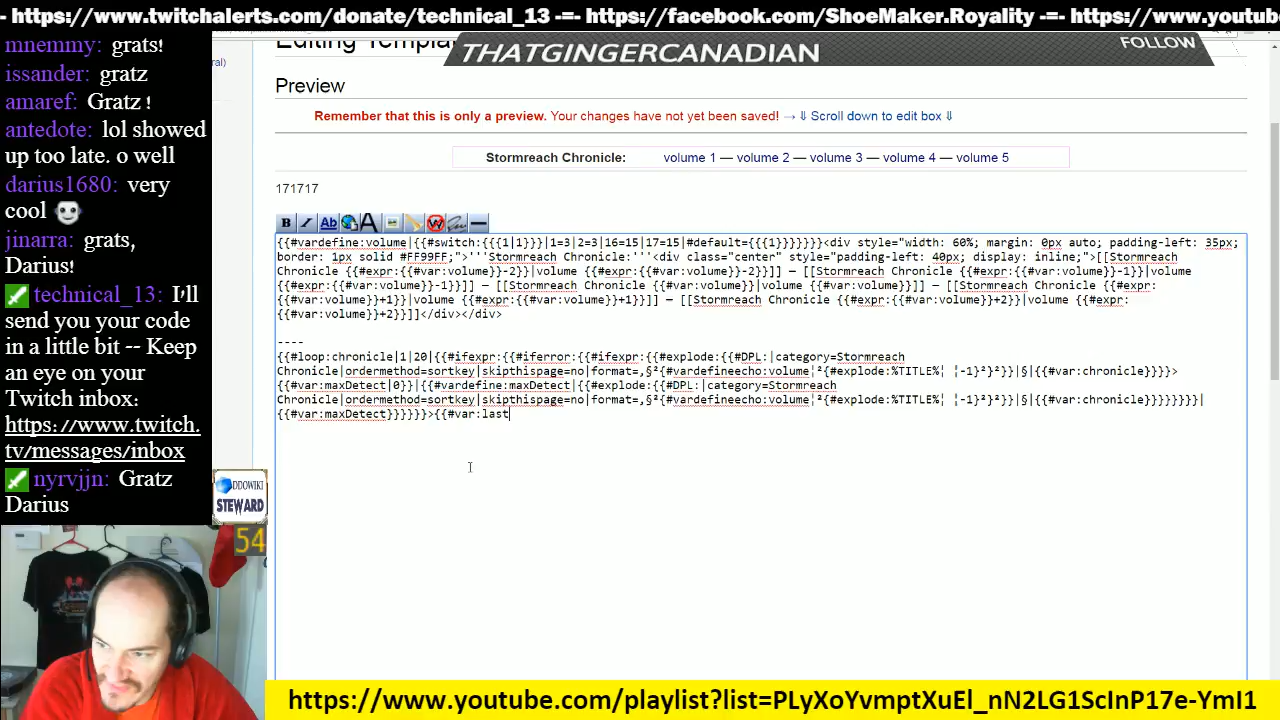 - https://www.twitchalerts.com/donate/technical_13 -=- https://facebook.com/ShoeMaker.Royality -=- https://www.youtube
mnemmy: grats!
issander: gratz
amaref: Gratz !
antedote: lol showed
up too late. o well
darius1680: very
cool
jinarra: grats,
Darius!
technical_13: I'll
send you your code
in a little bit -- Keep
an eye on your
Twitch inbox:
https://www.twitch.
tv/messages/inbox
nyrvjjn: Gratz
Darius
DDOWIKI
STEWARD
54
Editing Templa
THATGINGERCANADIAN
FOLLOW
Preview
Remember that this is only a preview. Your changes have not yet been saved! → ⇓ Scroll down to edit box ⇓
Stormreach Chronicle: volume 1 — volume 2 — volume 3 — volume 4 — volume 5
171717
B I Ab A W
{{#vardefine:volume|{{#switch:{{{1|1}}}|1=3|2=3|16=15|17=15|#default={{{1}}}}}}}<div style="width: 60%; margin: 0px auto; padding-left: 35px;
border: 1px solid #FF99FF;">'''Stormreach Chronicle:'''<div class="center" style="padding-left: 40px; display: inline;">[[Stormreach
Chronicle {{#expr:{{#var:volume}}-2}}|volume {{#expr:{{#var:volume}}-2}}]] — [[Stormreach Chronicle {{#expr:{{#var:volume}}-1}}|volume
{{#expr:{{#var:volume}}-1}}]] — [[Stormreach Chronicle {{#var:volume}}|volume {{#var:volume}}]] — [[Stormreach Chronicle {{#expr:
{{#var:volume}}+1}}|volume {{#expr:{{#var:volume}}+1}}]] — [[Stormreach Chronicle {{#expr:{{#var:volume}}+2}}|volume {{#expr:
{{#var:volume}}+2}}]]</div></div>
----
{{#loop:chronicle|1|20|{{#ifexpr:{{#iferror:{{#ifexpr:{{#explode:{{#DPL:|category=Stormreach
Chronicle|ordermethod=sortkey|skipthispage=no|format=,§²{#vardefineecho:volume¦²{#explode:%TITLE%¦ ¦-1}²}²}}|§|{{#var:chronicle}}}}>
{{#var:maxDetect|0}}|{{#vardefine:maxDetect|{{#explode:{{#DPL:|category=Stormreach
Chronicle|ordermethod=sortkey|skipthispage=no|format=,§²{#vardefineecho:volume¦²{#explode:%TITLE%¦ ¦-1}²}²}}|§|{{#var:chronicle}}}}}}}}|
{{#var:maxDetect}}}}}}>{{#var:last
https://www.youtube.com/playlist?list=PLyXoYvmptXuEl_nN2LG1ScInP17e-YmI1